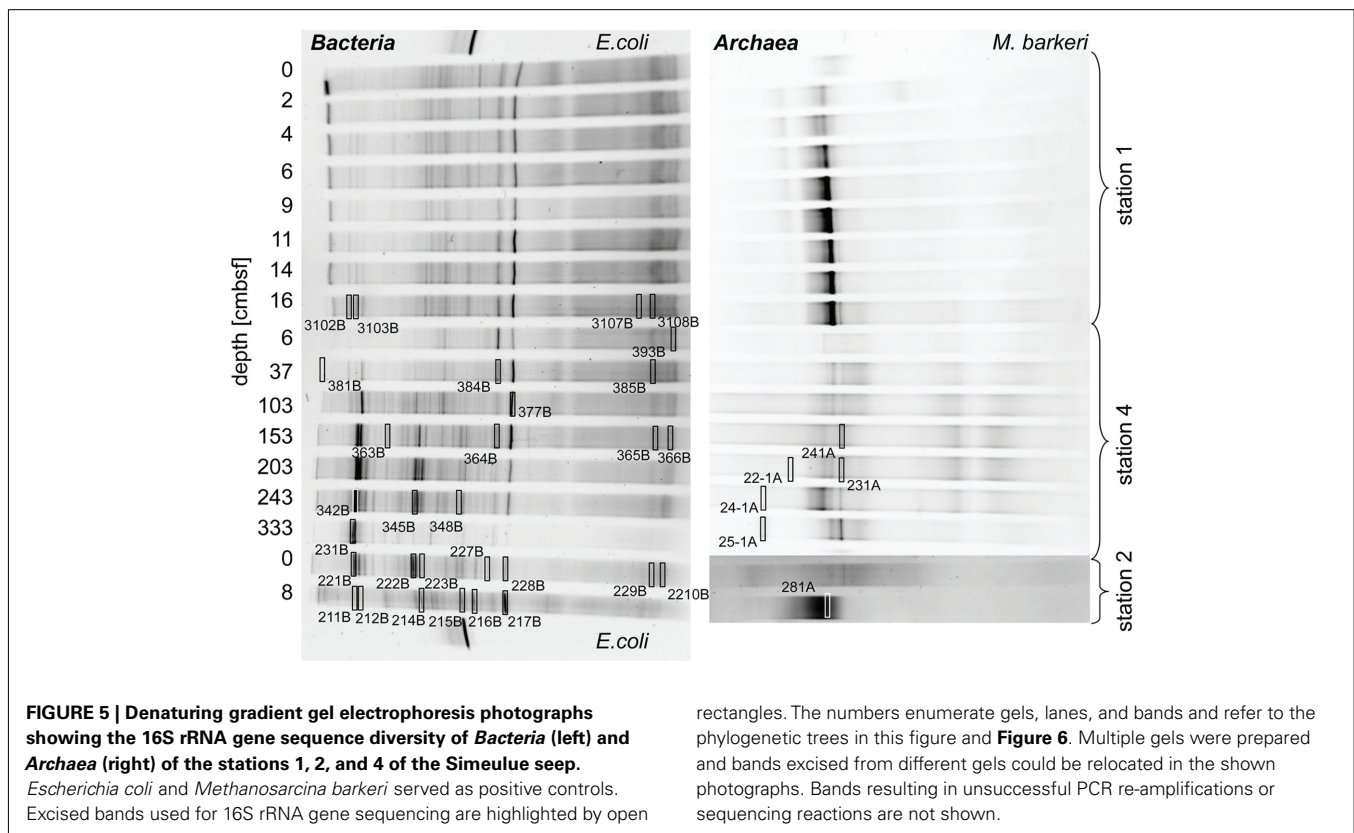 Bacteria E.coli Archaea M. barkeri
0
2
4
6
9
11
14
16
3102B 3103B 3107B 3108B
6
393B
37
381B 384B 385B
103
377B
153
363B 364B 365B 366B 241A
203
22-1A 231A
243
342B 345B 348B 24-1A
333
231B 227B 25-1A
0
221B 222B 223B 228B 229B 2210B
281A
8
211B 212B 214B 215B 216B 217B
E.coli
depth [cmbsf]
station 1
station 4
station 2
FIGURE 5 | Denaturing gradient gel electrophoresis photographs
showing the 16S rRNA gene sequence diversity of Bacteria (left) and
Archaea (right) of the stations 1, 2, and 4 of the Simeulue seep.
Escherichia coli and Methanosarcina barkeri served as positive controls.
Excised bands used for 16S rRNA gene sequencing are highlighted by open
rectangles. The numbers enumerate gels, lanes, and bands and refer to the
phylogenetic trees in this figure and Figure 6. Multiple gels were prepared
and bands excised from different gels could be relocated in the shown
photographs. Bands resulting in unsuccessful PCR re-amplifications or
sequencing reactions are not shown.